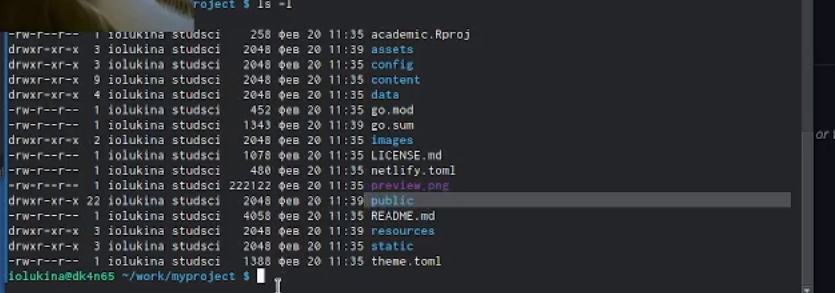 roject $ ls -l
-rw-r--r-- 1 iolukina studsci 258 фев 20 11:35 academic.Rproj
drwxr-xr-x 3 iolukina studsci 2048 фев 20 11:39 assets
drwxr-xr-x 3 iolukina studsci 2048 фев 20 11:35 config
drwxr-xr-x 9 iolukina studsci 2048 фев 20 11:35 content
drwxr-xr-x 4 iolukina studsci 2048 фев 20 11:35 data
-rw-r--r-- 1 iolukina studsci 452 фев 20 11:35 go.mod
-rw-r--r-- 1 iolukina studsci 1343 фев 20 11:39 go.sum
drwxr-xr-x 2 iolukina studsci 2048 фев 20 11:35 images
-rw-r--r-- 1 iolukina studsci 1078 фев 20 11:35 LICENSE.md
-rw-r--r-- 1 iolukina studsci 480 фев 20 11:35 netlify.toml
-rw-r--r-- 1 iolukina studsci 222122 фев 20 11:35 preview.png
drwxr-xr-x 22 iolukina studsci 2048 фев 20 11:39 public
-rw-r--r-- 1 iolukina studsci 4058 фев 20 11:35 README.md
drwxr-xr-x 3 iolukina studsci 2048 фев 20 11:39 resources
drwxr-xr-x 3 iolukina studsci 2048 фев 20 11:35 static
-rw-r--r-- 1 iolukina studsci 1388 фев 20 11:35 theme.toml
iolukina@dk4n65 ~/work/myproject $
or